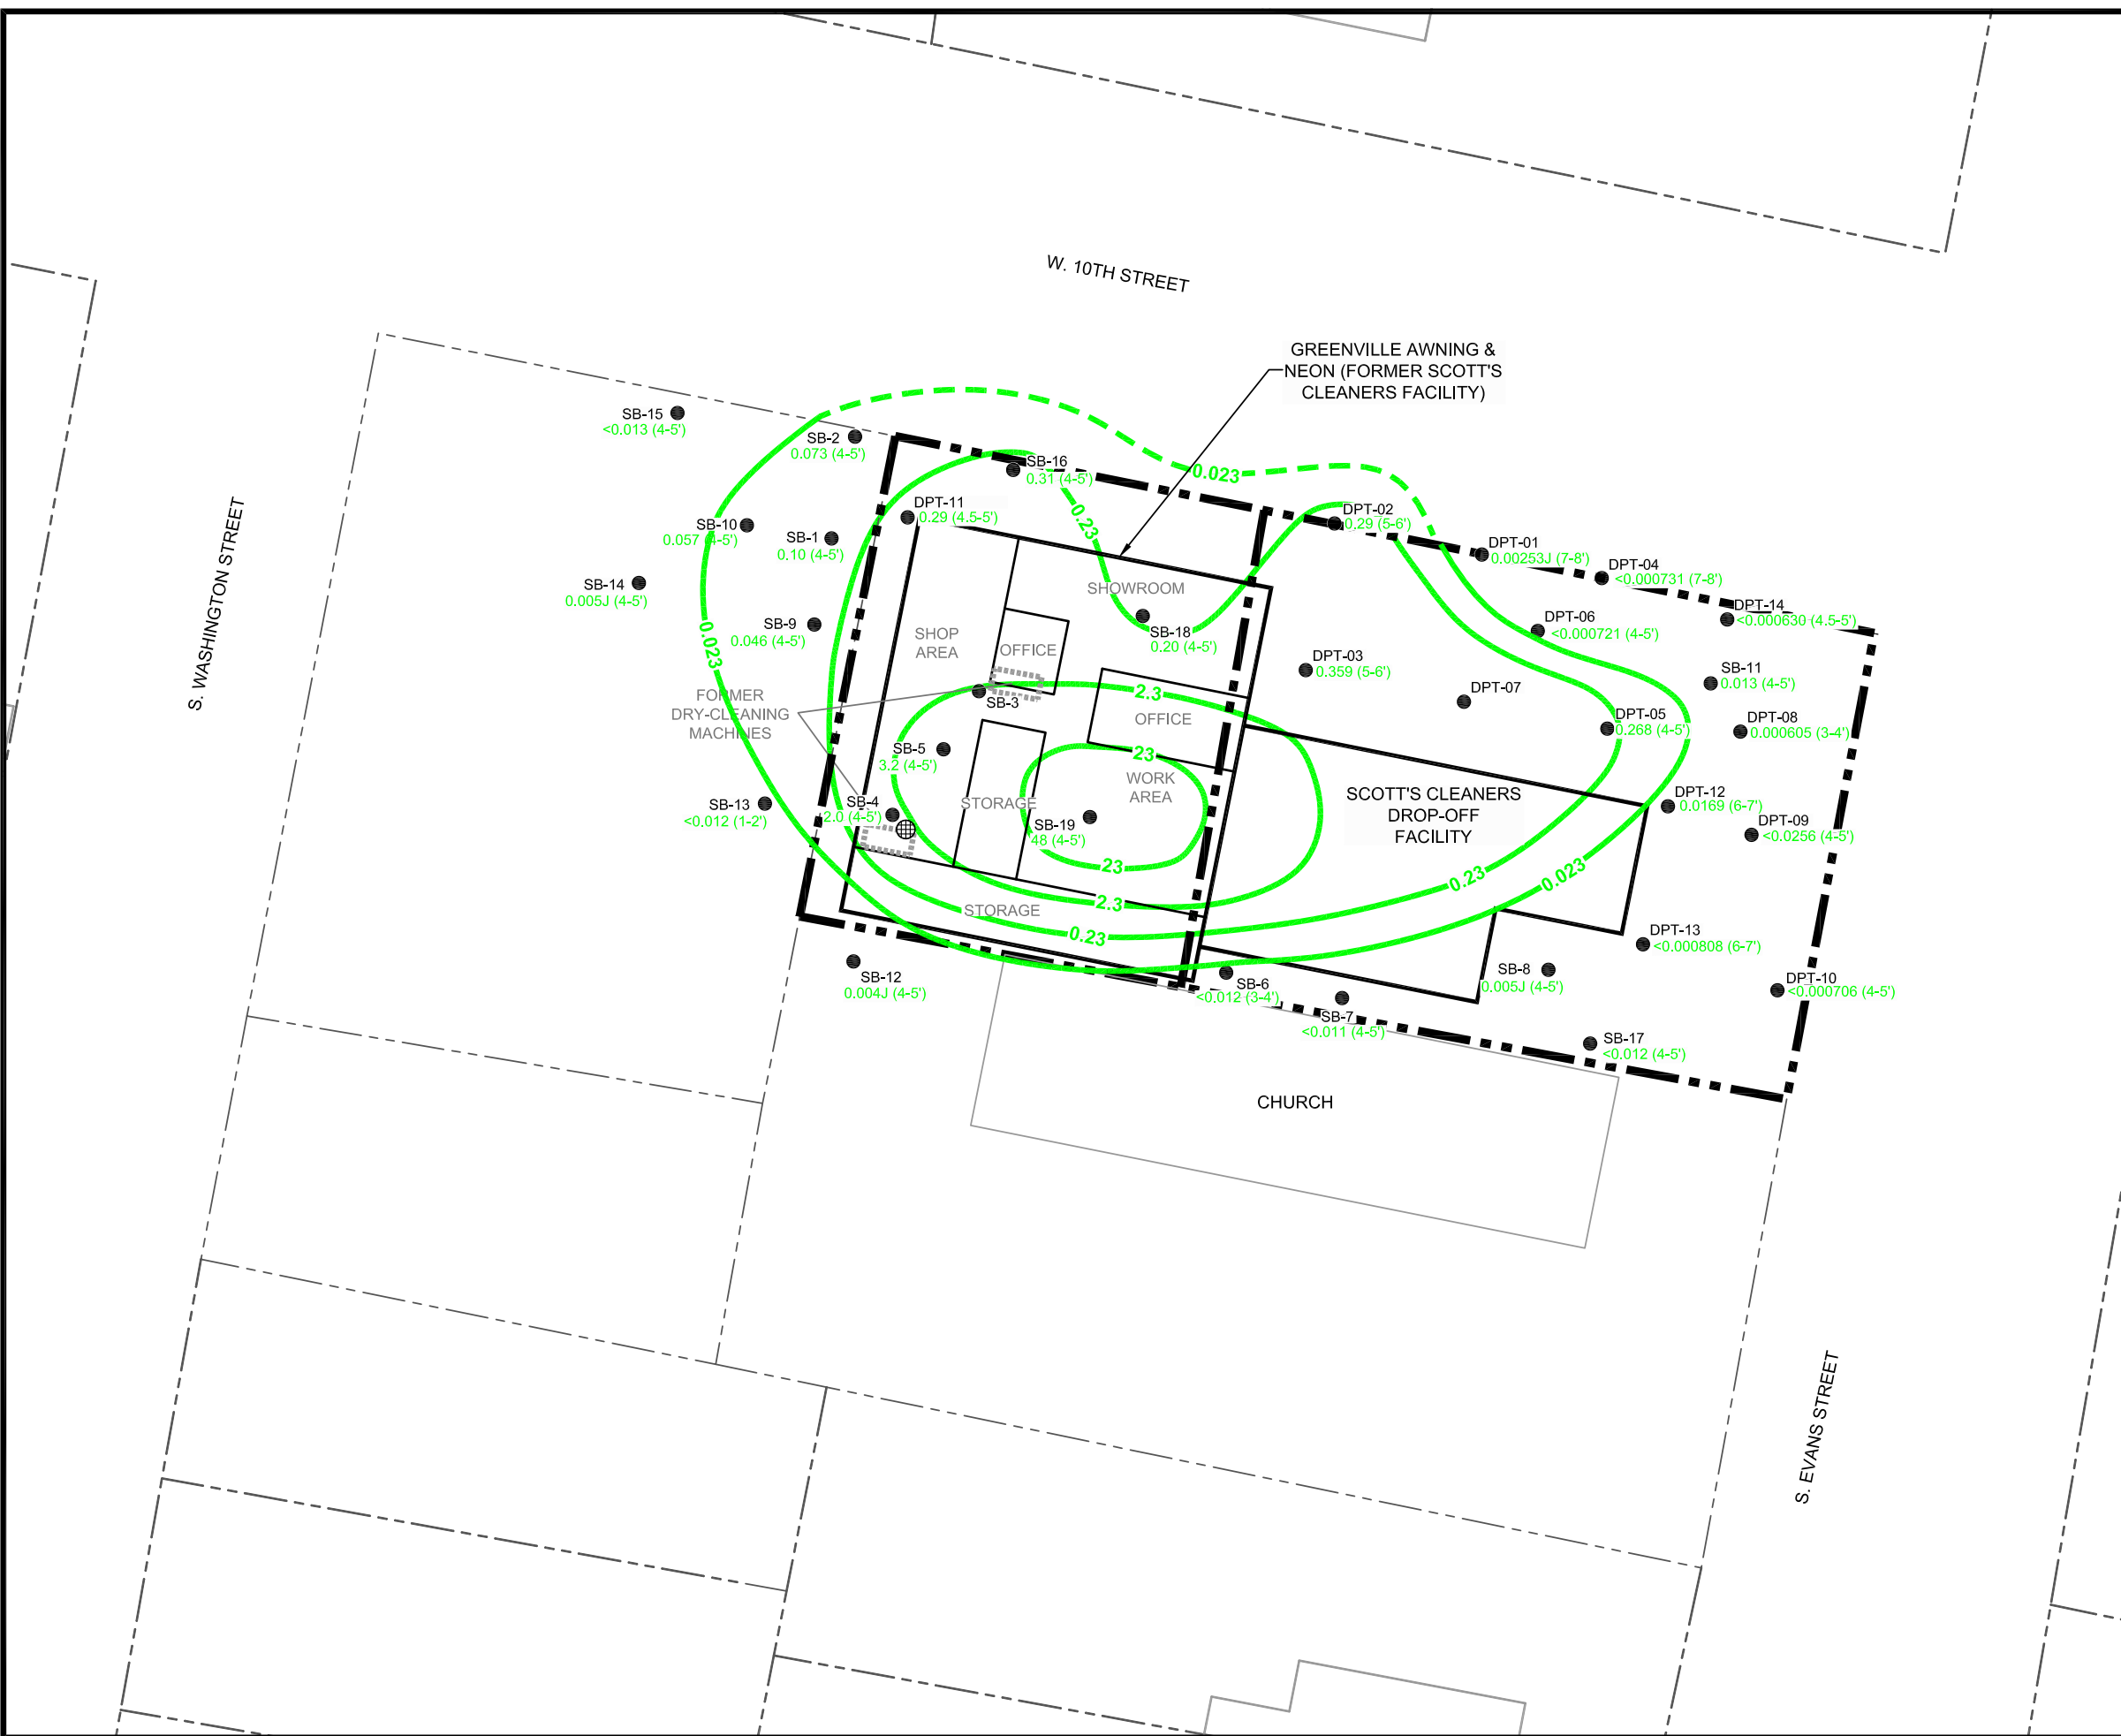 W. 10TH STREET
S. WASHINGTON STREET
S. EVANS STREET
GREENVILLE AWNING &
NEON (FORMER SCOTT'S
CLEANERS FACILITY)
SB-15
<0.013 (4-5')
SB-2
0.073 (4-5')
SB-16
0.31 (4-5')
0.023
DPT-11
0.29 (4.5-5')
SB-10
0.057 (4-5')
SB-1
0.10 (4-5')
0.23
DPT-02
0.29 (5-6')
DPT-01
0.00253J (7-8')
DPT-04
<0.000731 (7-8')
DPT-14
<0.000630 (4.5-5')
SB-14
0.005J (4-5')
SHOWROOM
SB-9
0.046 (4-5')
SHOP
AREA
OFFICE
SB-18
0.20 (4-5')
DPT-06
<0.000721 (4-5')
0.023
DPT-03
0.359 (5-6')
SB-11
0.013 (4-5')
FORMER
DRY-CLEANING
MACHINES
SB-3
2.3
DPT-07
OFFICE
DPT-05
0.268 (4-5')
DPT-08
0.000605 (3-4')
SB-5
3.2 (4-5')
23
WORK
AREA
SB-13
<0.012 (1-2')
SB-4
2.0 (4-5')
STORAGE
SB-19
48 (4-5')
SCOTT'S CLEANERS
DROP-OFF
FACILITY
DPT-12
0.0169 (6-7')
DPT-09
<0.0256 (4-5')
23
0.23
0.023
2.3
STORAGE
0.23
DPT-13
<0.000808 (6-7')
SB-12
0.004J (4-5')
SB-6
<0.012 (3-4')
SB-7
<0.011 (4-5')
SB-8
0.005J (4-5')
DPT-10
<0.000706 (4-5')
SB-17
<0.012 (4-5')
CHURCH